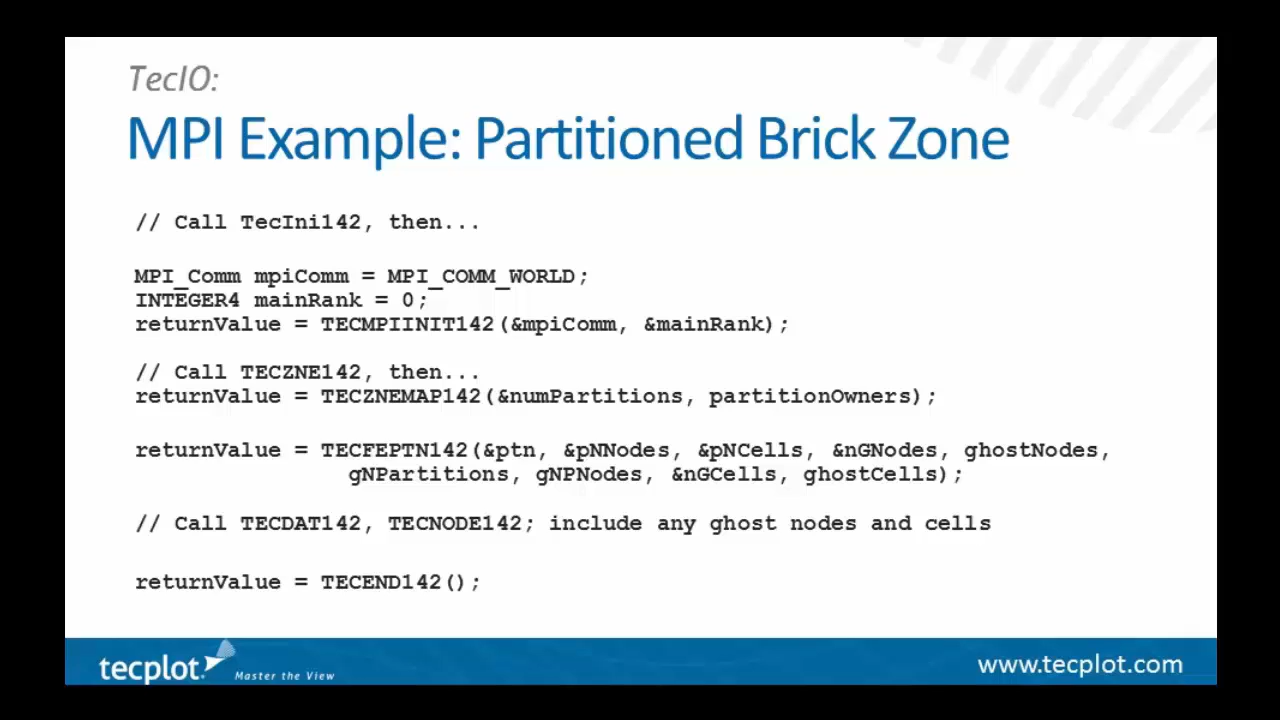 TecIO:
MPI Example: Partitioned Brick Zone
// Call TecIni142, then...
MPI_Comm mpiComm = MPI_COMM_WORLD;
INTEGER4 mainRank = 0;
returnValue = TECMPIINIT142(&mpiComm, &mainRank);
// Call TECZNE142, then...
returnValue = TECZNEMAP142(&numPartitions, partitionOwners);
returnValue = TECFEPTN142(&ptn, &pNNodes, &pNCells, &nGNodes, ghostNodes,
gNPartitions, gNPNodes, &nGCells, ghostCells);
// Call TECDAT142, TECNODE142; include any ghost nodes and cells
returnValue = TECEND142();
tecplot. Master the View
www.tecplot.com